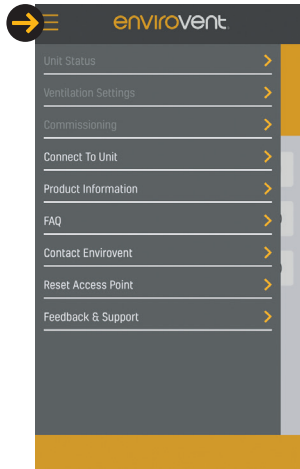 envirovent
Unit Status
Ventilation Settings
Commissioning
Connect To Unit
Product Information
FAQ
Contact Envirovent
Reset Access Point
Feedback & Support